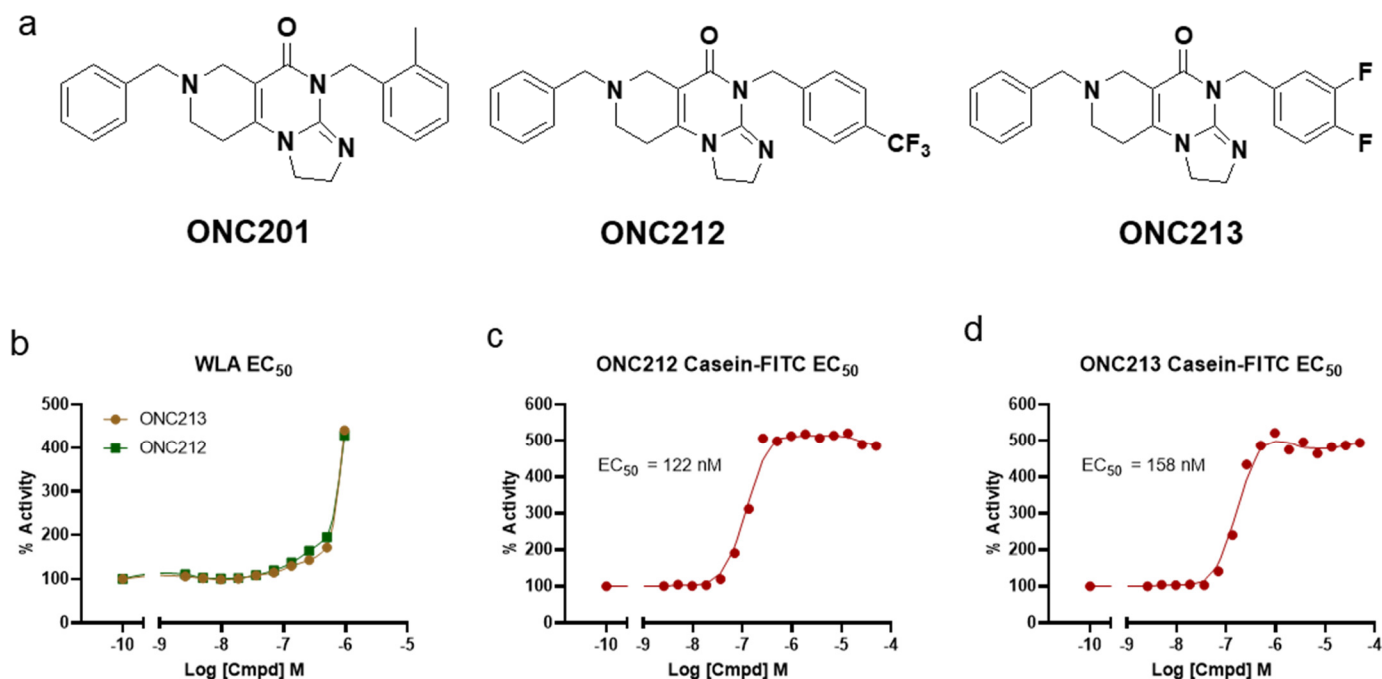 a
O
N
N
N
N
ONC201
O
N
N
N
N
CF3
ONC212
O
N
N
N
N
F
F
ONC213
b
WLA EC50
% Activity
500
400
300
200
100
0
ONC213
ONC212
-10 -9 -8 -7 -6 -5
Log [Cmpd] M
c
ONC212 Casein-FITC EC50
% Activity
600
500
400
300
200
100
0
EC50 = 122 nM
-10 -9 -8 -7 -6 -5 -4
Log [Cmpd] M
d
ONC213 Casein-FITC EC50
% Activity
600
500
400
300
200
100
0
EC50 = 158 nM
-10 -9 -8 -7 -6 -5 -4
Log [Cmpd] M